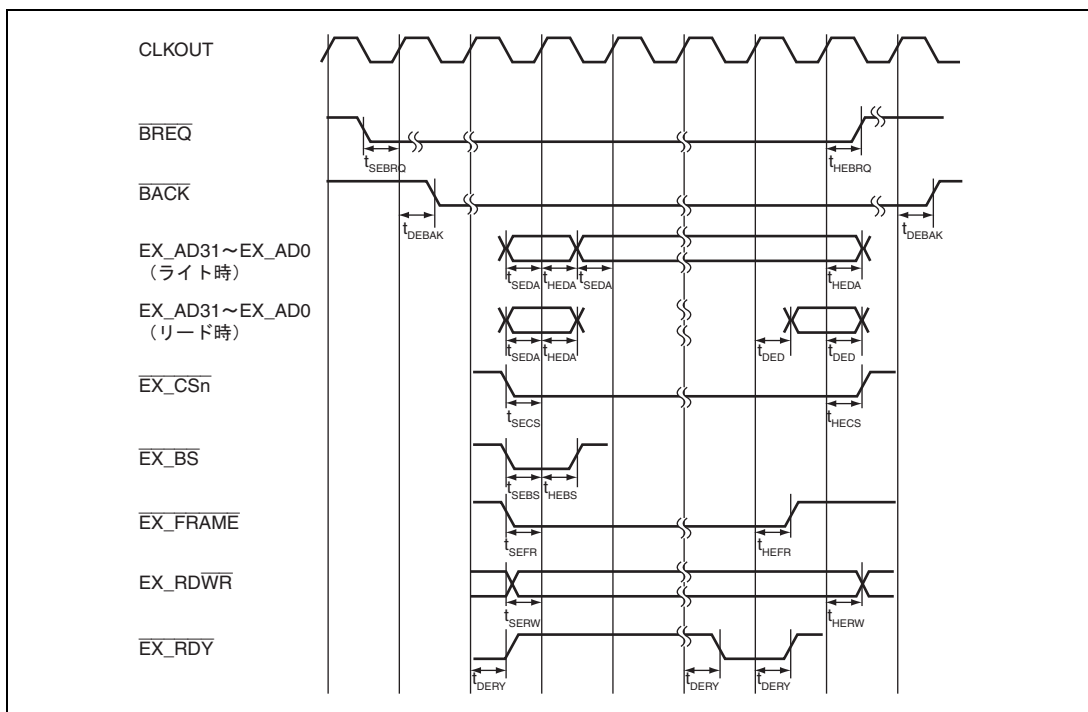 CLKOUT
BREQ
tSEBRQ tHEBRQ
BACK
tDEBAK tDEBAK
EX_AD31～EX_AD0
（ライト時）
tSEDA tHEDA tSEDA tHEDA
EX_AD31～EX_AD0
（リード時）
tSEDA tHEDA tDED tDED
EX_CSn
tSECS tHECS
EX_BS
tSEBS tHEBS
EX_FRAME
tSEFR tHEFR
EX_RDWR
tSERW tHERW
EX_RDY
tDERY tDERY tDERY